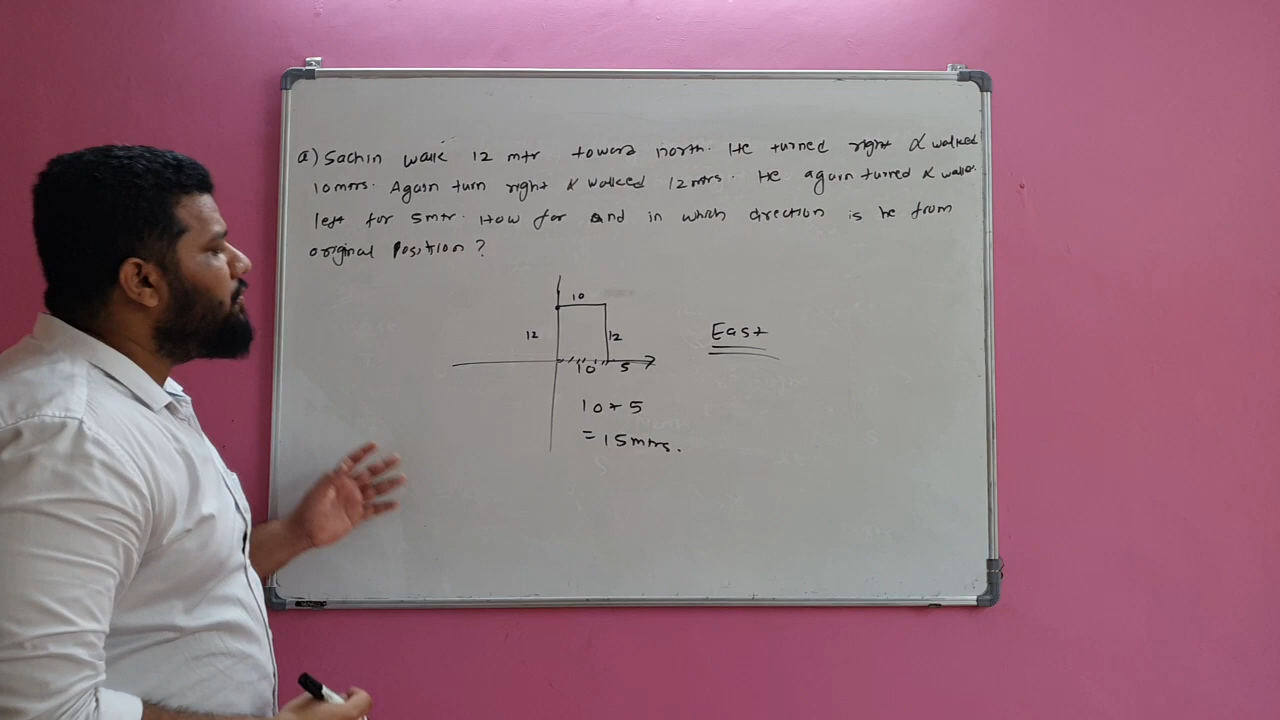 a) Sachin walk 12 mtr toward north. He turned right & walked
10 mtrs. Again turn right & walked 12 mtrs. He again turned & walk
left for 5 mtr. How far and in which direction is he from
original Position ?
10
12
12
East
10
5
10+5
=15 mtrs.